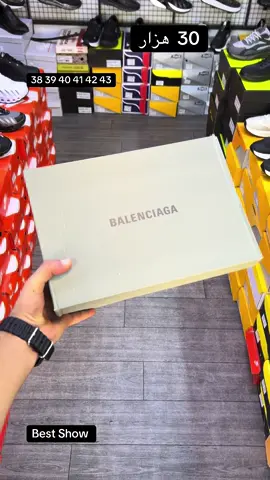 30 هزار
38 39 40 41 42 43
BALENCIAGA
Best Show